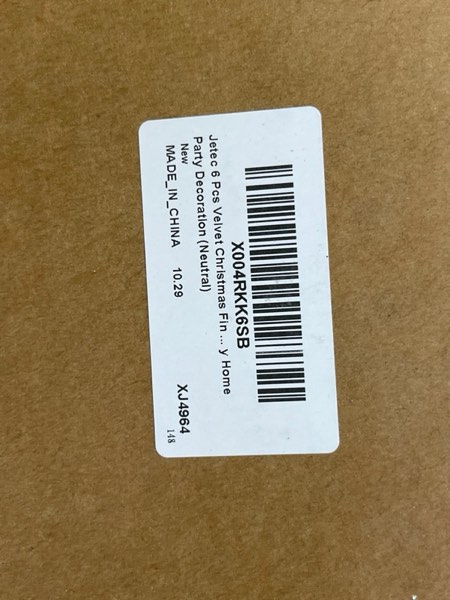 X004RKK6SB
Jetec 6 Pcs Velvet Christmas Fin ... y Home
Party Decoration (Neutral)
New
MADE_IN_CHINA 10.29 XJ4964
148